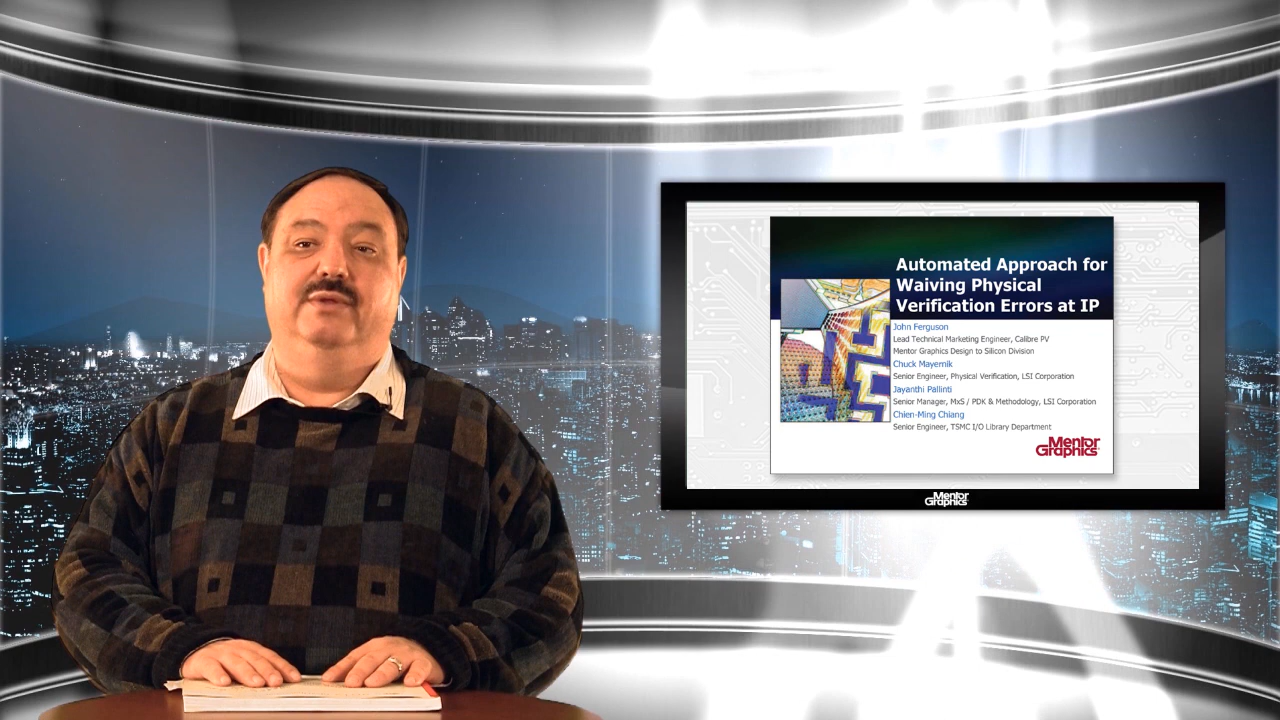 Automated Approach for
Waiving Physical
Verification Errors at IP
John Ferguson
Lead Technical Marketing Engineer, Calibre PV
Mentor Graphics Design to Silicon Division
Chuck Mayernik
Senior Engineer, Physical Verification, LSI Corporation
Jayanthi Pallinti
Senior Manager, MxS / PDK & Methodology, LSI Corporation
Chien-Ming Chiang
Senior Engineer, TSMC I/O Library Department
Mentor
Graphics
Mentor
Graphics